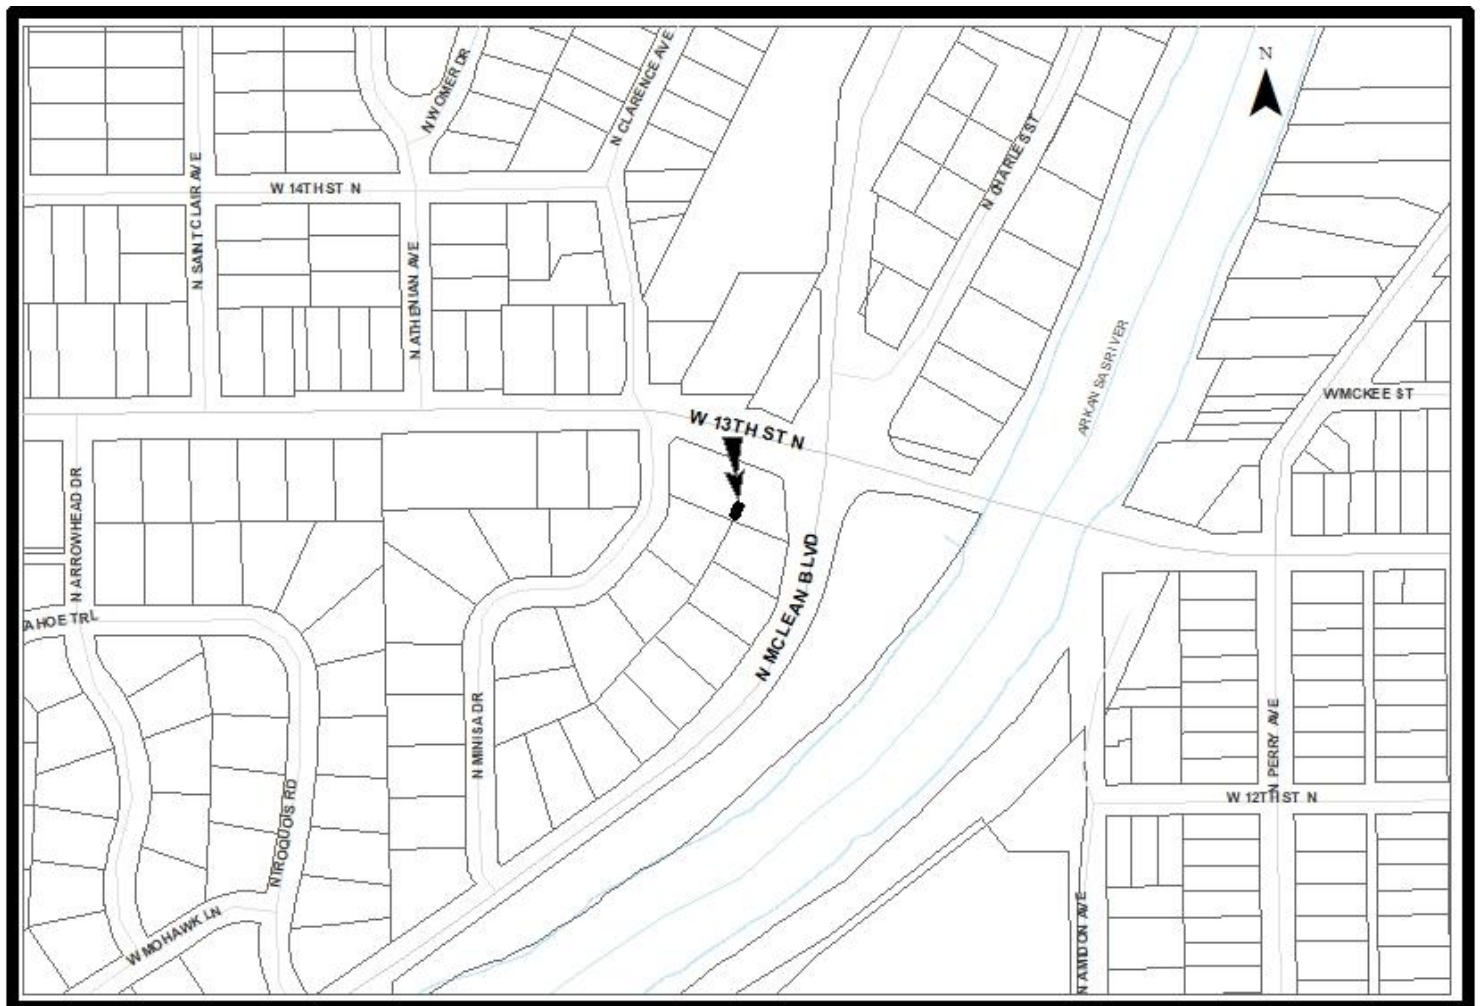 N
N WOMER DR
N CLARENCE AVE
N CHARLES ST
N SAINT CLAIR AVE
W 14TH ST N
N ATHENIAN AVE
ARKANSAS RIVER
W MCKEE ST
W 13TH ST N
N ARROWHEAD DR
N MCLEAN BLVD
AHOE TRL
N MINISA DR
N PERRY AVE
N IROQUOIS RD
W 12TH ST N
W MOHAWK LN
N AMIDON AVE